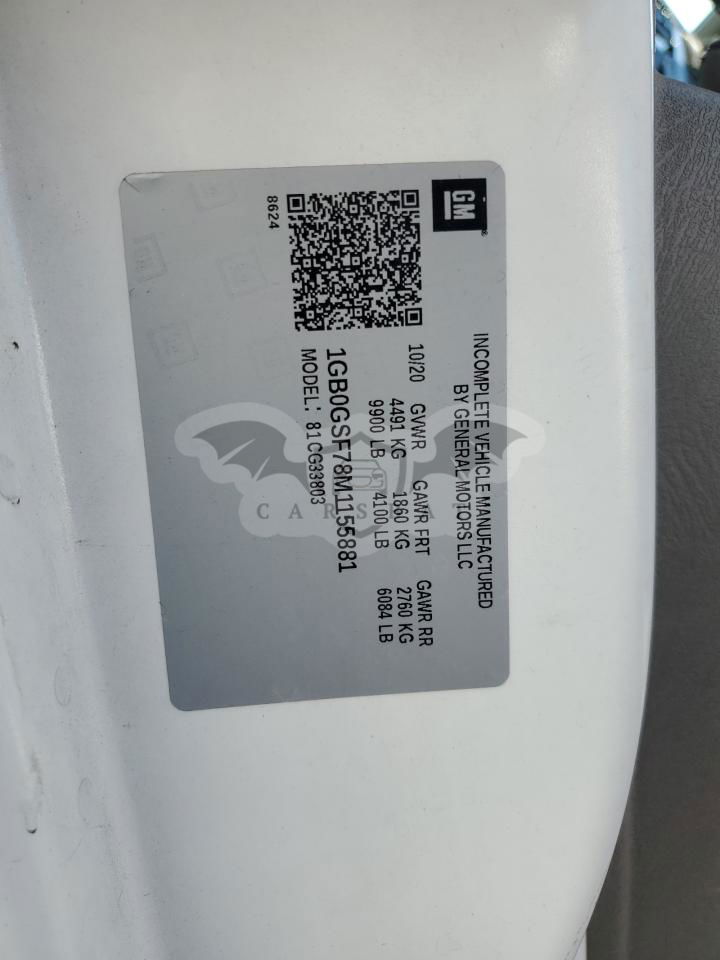 GM
INCOMPLETE VEHICLE MANUFACTURED
BY GENERAL MOTORS LLC
10/20 GVWR GAWR FRT GAWR RR
4491 KG 1860 KG 2760 KG
9900 LB 4100 LB 6084 LB
1GB0GSF78M1155881
MODEL: 81CG33803
8624